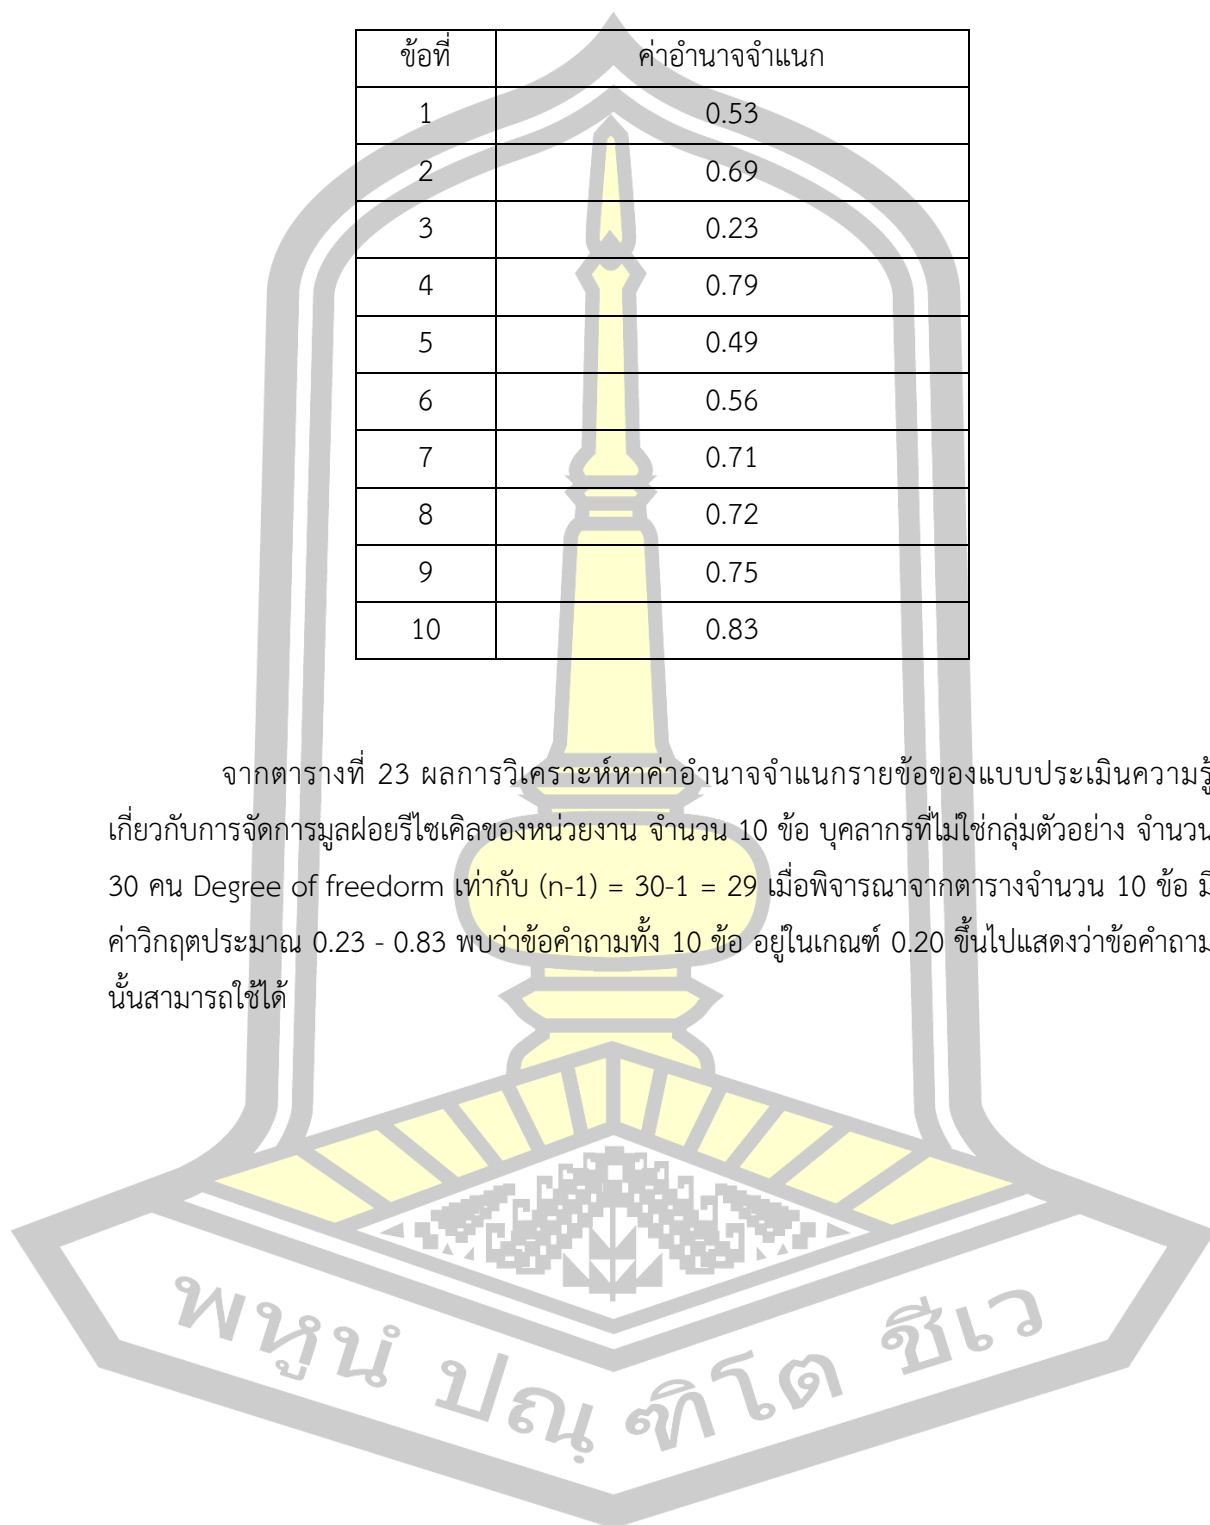 ข้อที่ ค่าอำนาจจำแนก
1 0.53
2 0.69
3 0.23
4 0.79
5 0.49
6 0.56
7 0.71
8 0.72
9 0.75
10 0.83
จากตารางที่ 23 ผลการวิเคราะห์หาค่าอำนาจจำแนกรายข้อของแบบประเมินความรู้
เกี่ยวกับการจัดการมูลฝอยรีไซเคิลของหน่วยงาน จำนวน 10 ข้อ บุคลากรที่ไม่ใช่กลุ่มตัวอย่าง จำนวน
30 คน Degree of freedorm เท่ากับ (n-1) = 30-1 = 29 เมื่อพิจารณาจากตารางจำนวน 10 ข้อ มี
ค่าวิกฤตประมาณ 0.23 - 0.83 พบว่าข้อคำถามทั้ง 10 ข้อ อยู่ในเกณฑ์ 0.20 ขึ้นไปแสดงว่าข้อคำถาม
นั้นสามารถใช้ได้
พหูนํ ปณฺฑิโต ชีเว